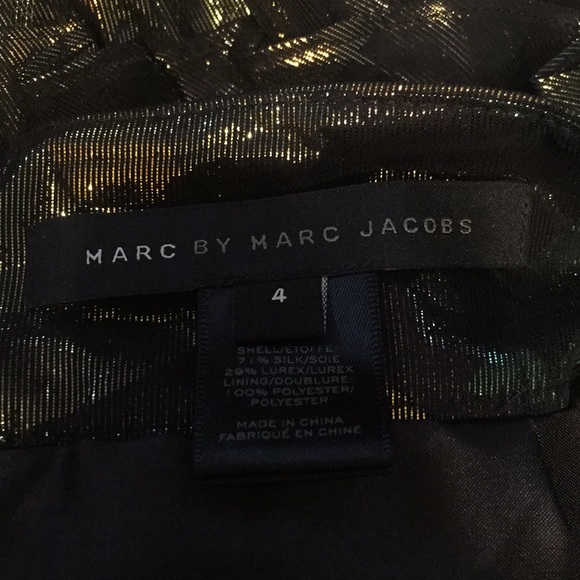 MARC BY MARC JACOBS
4
SHELL/ÉTOFFE
71% SILK/SOIE
29% LUREX/LUREX
LINING/DOUBLURE
100% POLYESTER/
POLYESTER
MADE IN CHINA
FABRIQUÉ EN CHINE